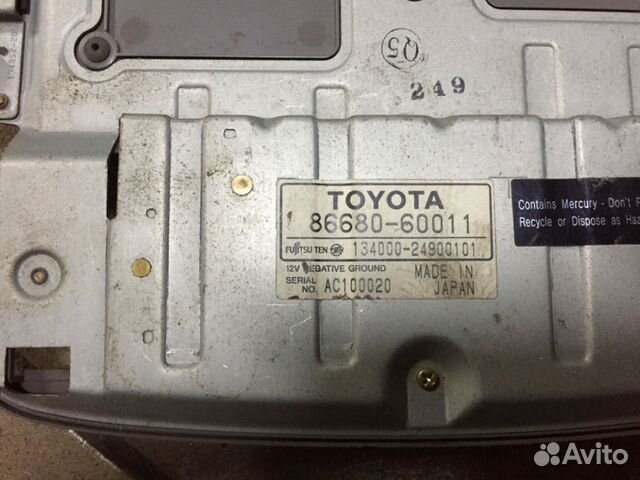 Q5
249
TOYOTA
86680-60011
FUJITSU TEN 134000-24900101
12V NEGATIVE GROUND
SERIAL NO. AC100020
MADE IN JAPAN
Contains Mercury - Don't
Recycle or Dispose as Haz
Avito